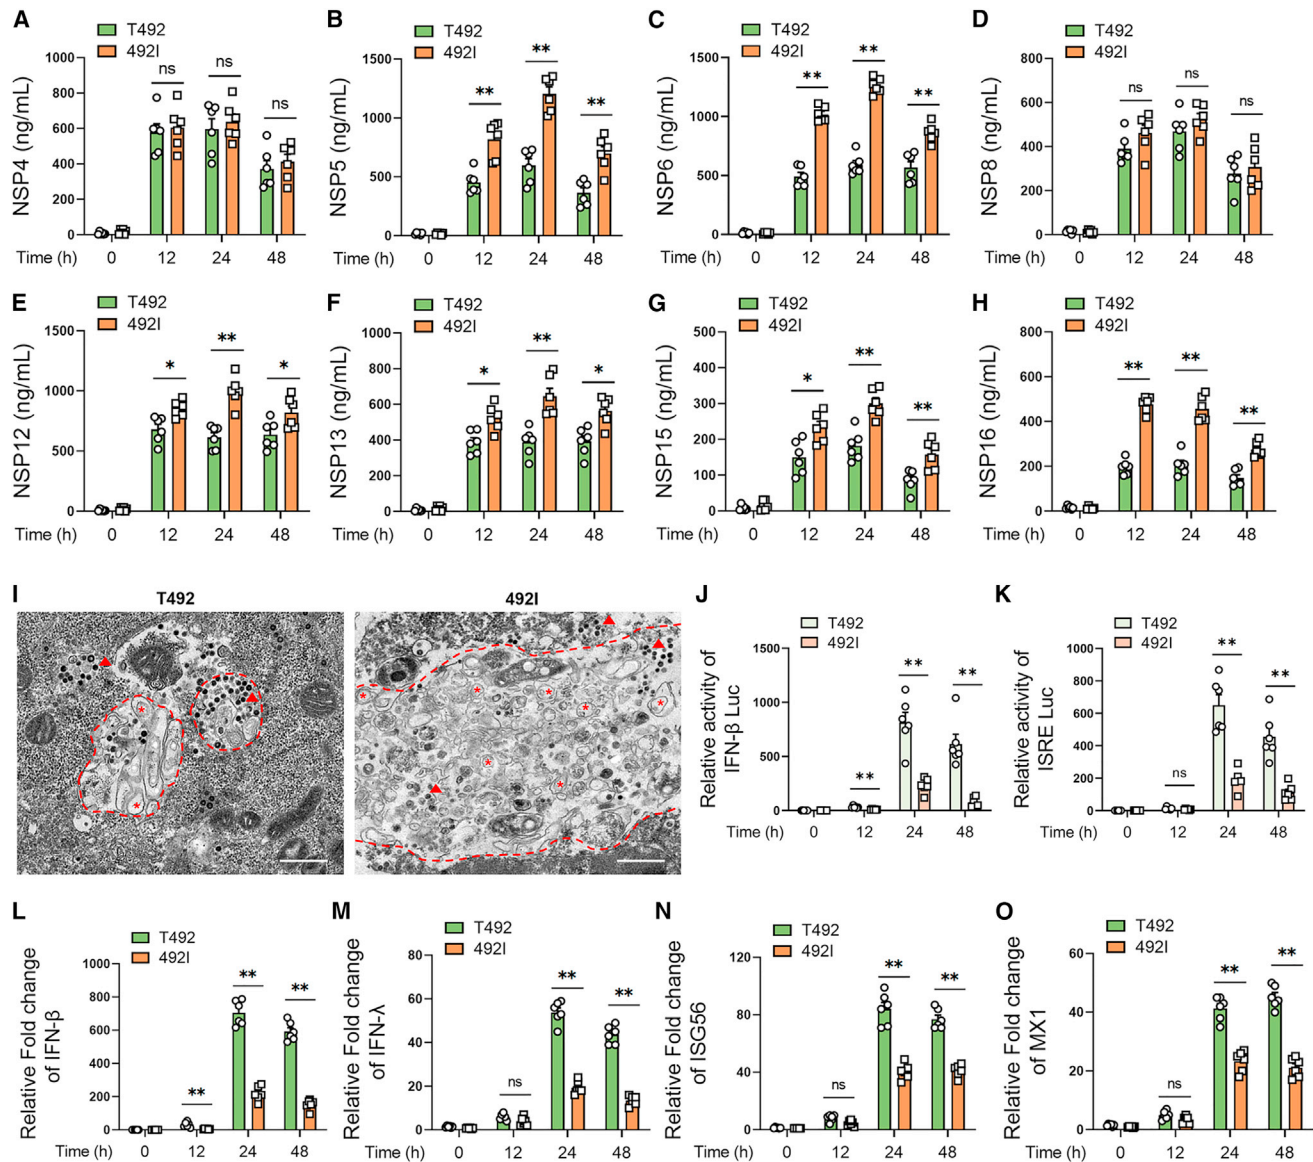 A
T492
492I
NSP4 (ng/mL)
1000
800
600
400
200
0
ns
ns
ns
Time (h)
0
12
24
48
B
T492
492I
NSP5 (ng/mL)
1500
1000
500
0
**
**
**
Time (h)
0
12
24
48
C
T492
492I
NSP6 (ng/mL)
1500
1000
500
0
**
**
**
Time (h)
0
12
24
48
D
T492
492I
NSP8 (ng/mL)
800
600
400
200
0
ns
ns
ns
Time (h)
0
12
24
48
E
T492
492I
NSP12 (ng/mL)
1500
1000
500
0
*
**
*
Time (h)
0
12
24
48
F
T492
492I
NSP13 (ng/mL)
1000
800
600
400
200
0
*
**
*
Time (h)
0
12
24
48
G
T492
492I
NSP15 (ng/mL)
500
400
300
200
100
0
*
**
**
Time (h)
0
12
24
48
H
T492
492I
NSP16 (ng/mL)
800
600
400
200
0
**
**
**
Time (h)
0
12
24
48
I
T492
492I
J
T492
492I
Relative activity of
IFN-β Luc
1500
1000
500
0
**
**
**
Time (h)
0
12
24
48
K
T492
492I
Relative activity of
ISRE Luc
1000
800
600
400
200
0
ns
**
**
Time (h)
0
12
24
48
L
T492
492I
Relative Fold change
of IFN-β
1000
800
600
400
200
0
**
**
**
Time (h)
0
12
24
48
M
T492
492I
Relative Fold change
of IFN-λ
80
60
40
20
0
ns
**
**
Time (h)
0
12
24
48
N
T492
492I
Relative Fold change
of ISG56
120
80
40
0
ns
**
**
Time (h)
0
12
24
48
O
T492
492I
Relative Fold change
of MX1
60
40
20
0
ns
**
**
Time (h)
0
12
24
48